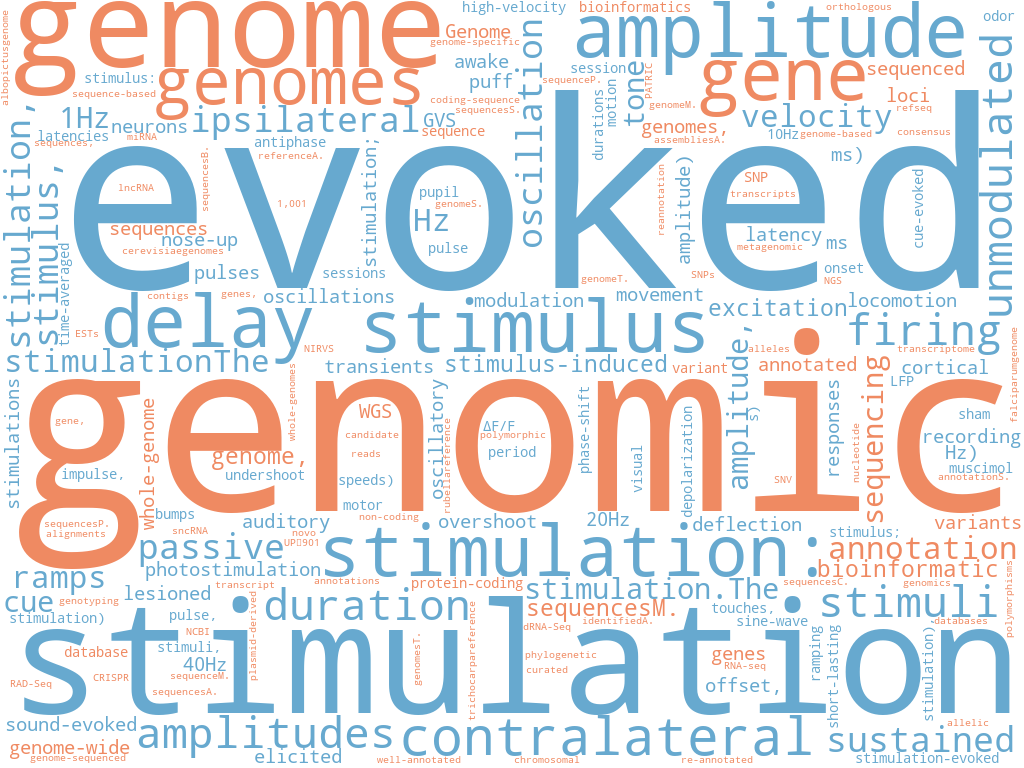 genome
high-velocity
bioinformatics
orthologous
odor
albopictusgenome
Genome
genome-specific
amplitude
stimulus:
genomes
awake
session
sequenceP.
tone
PATRIC
gene
sequenced
sequence-based
puff
oscillation
motion
durations
coding-sequence
sequencesS.
genomeM.
loci
refseq
unmodulated
stimulation,
1Hz
neurons
ipsilateral
GVS
sequence
genomes,
velocity
latencies
miRNA
antiphase
10Hz
genome-based
consensus
sequences,
referenceA.
assembliesA.
ms)
evoked
stimulus,
lncRNA
sequencesB.
1,001
stimulation;
pupil
genomeS.
reannotation
amplitude)
SNP
transcripts
cue-evoked
sequences
Hz
nose-up
cerevisiaegenomes
pulse
latency
ms
metagenomic
time-averaged
pulses
sessions
genomeT.
SNPs
onset
NGS
contigs
genes,
oscillations
modulation
movement
excitation
locomotion
ESTs
delay
stimulus
firing
falciparumgenome
NIRVS
amplitude,
alleles
transcriptome
stimulationThe
transients
stimulus-induced
variant
annotated
cortical
whole-genomes
s)
sequencing
LFP
genomic
stimulations
whole-genome
gene,
WGS
oscillatory
rubellareference
ΔF/F
phase-shift
responses
sham
candidate
polymorphic
nucleotide
recording
genome,
reads
period
visual
depolarization
Hz)
impulse,
undershoot
speeds)
SNV
muscimol
annotationS.
motor
sequencesP.
bumps
auditory
non-coding
overshoot
20Hz
deflection
variants
alignments
sncRNA
novo
stimulus;
passive
stimulation:
annotation
photostimulation
bioinformatic
polymorphisms
ramps
transcript
annotations
protein-coding
sequencesC.
genomics
cue
genotyping
lesioned
plasmid-derived
duration
stimulation.The
stimuli
stimulation)
pulse,
sequencesM.
touches,
sine-wave
databases
dRNA-Seq
identifiedA.
stimulation
NCBI
stimuli,
genomesT.
trichocarpareference
ramping
short-lasting
stimulation)
database
40Hz
phylogenetic
genes
RNA-seq
RAD-Seq
CRISPR
sequenceM.
curated
offset,
sequencesA.
sound-evoked
amplitudes
contralateral
sustained
allelic
genome-wide
genome-sequenced
elicited
well-annotated
chromosomal
re-annotated
stimulation-evoked